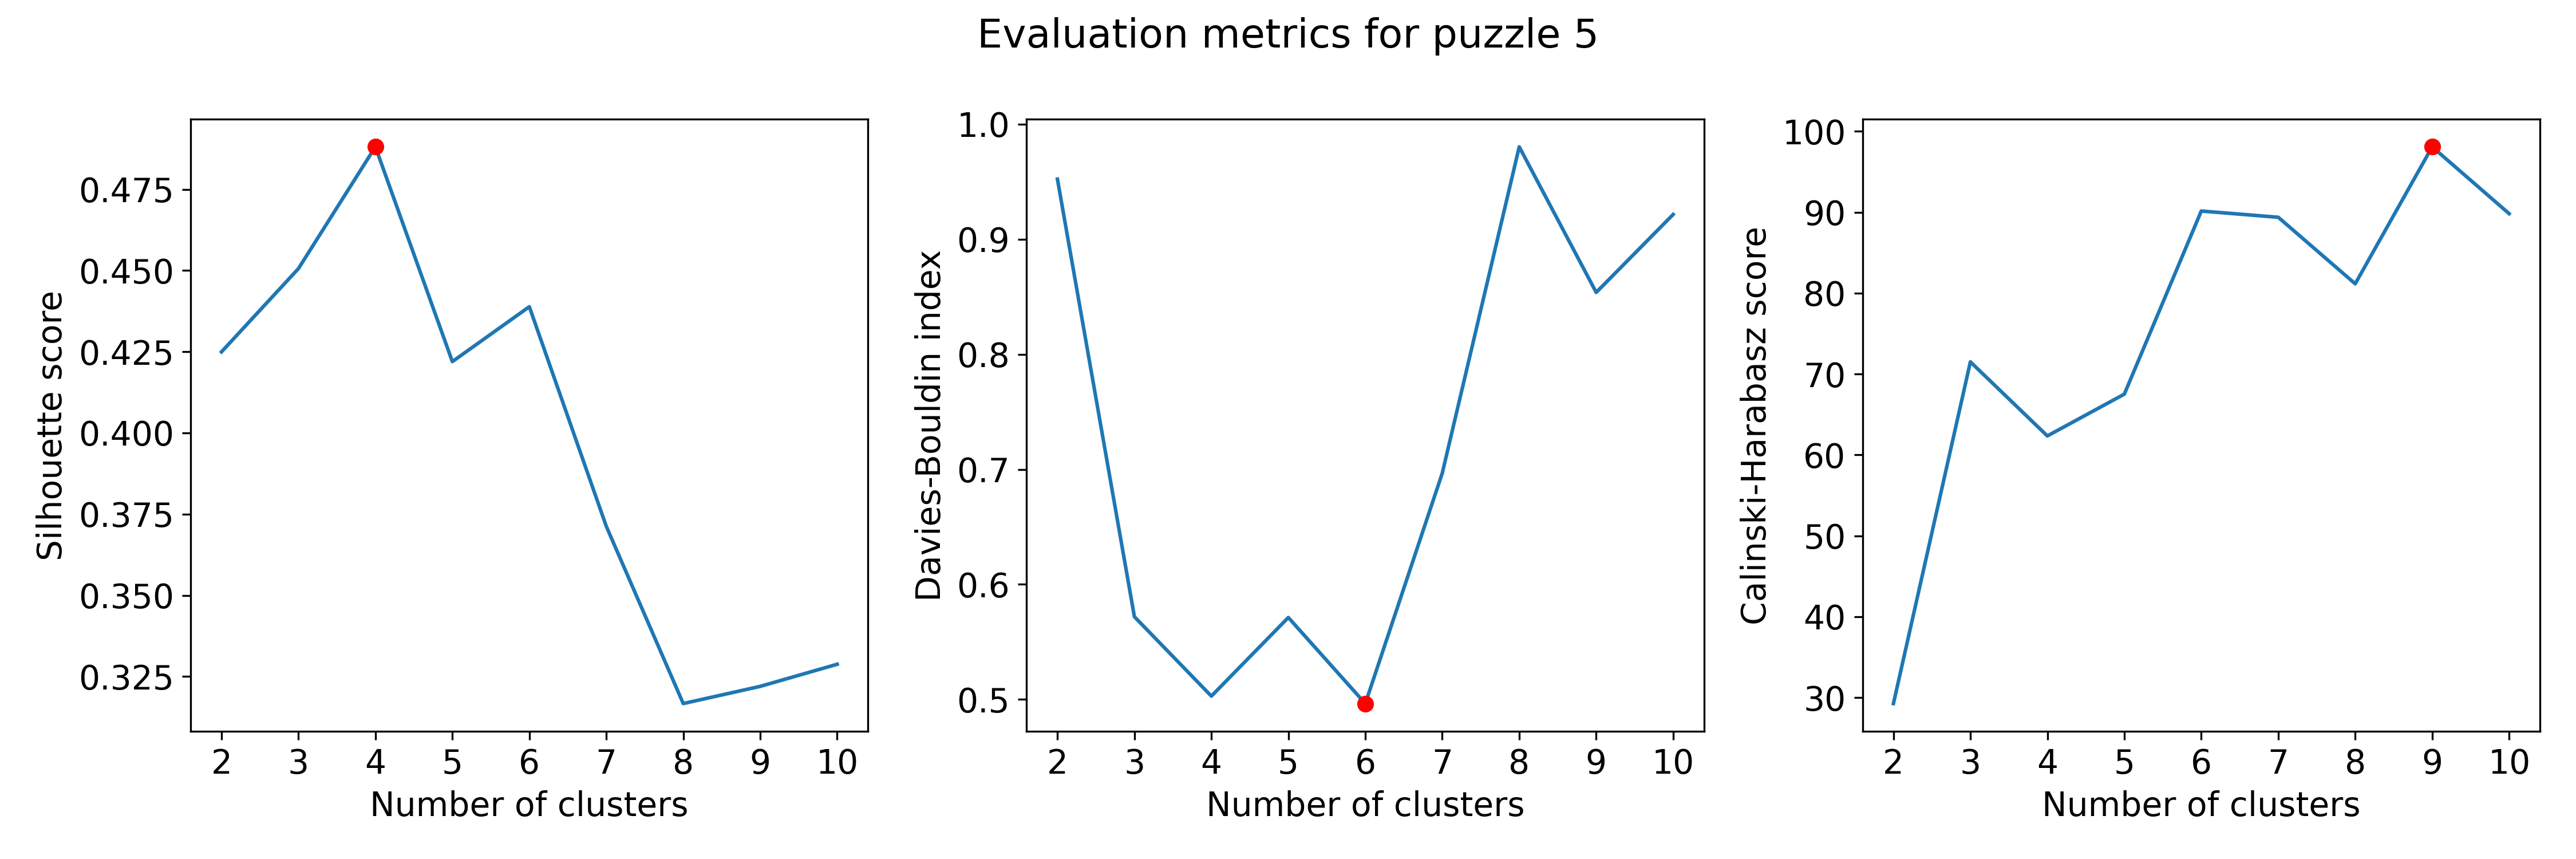 Evaluation metrics for puzzle 5
Silhouette score
0.475
0.450
0.425
0.400
0.375
0.350
0.325
2 3 4 5 6 7 8 9 10
Number of clusters
Davies-Bouldin index
1.0
0.9
0.8
0.7
0.6
0.5
2 3 4 5 6 7 8 9 10
Number of clusters
Calinski-Harabasz score
100
90
80
70
60
50
40
30
2 3 4 5 6 7 8 9 10
Number of clusters